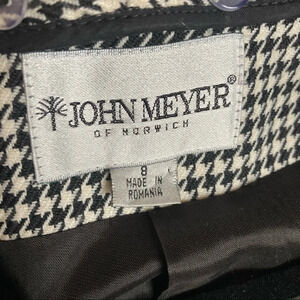 JOHN MEYER®
OF NORWICH
8
MADE IN
ROMANIA